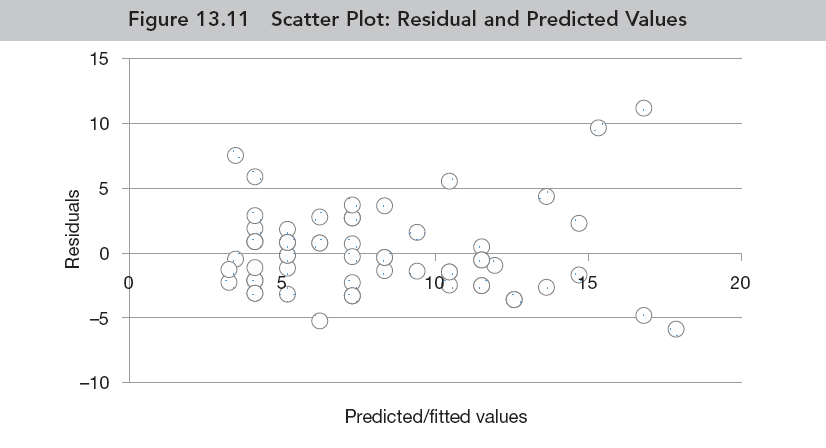 Figure 13.11 Scatter Plot: Residual and Predicted Values
15
10
5
0
−5
−10
Residuals
0 5 10 15 20
Predicted/fitted values